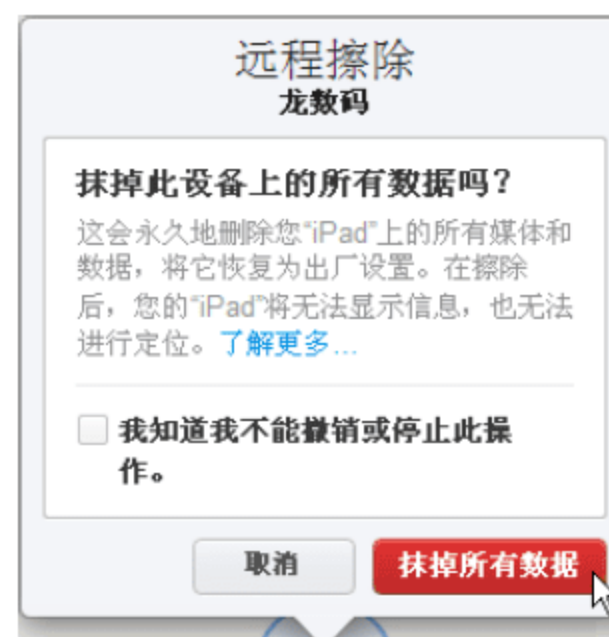 远程擦除
龙数码
抹掉此设备上的所有数据吗？
这会永久地删除您“iPad”上的所有媒体和
数据，将它恢复为出厂设置。在擦除
后，您的“iPad”将无法显示信息，也无法
进行定位。了解更多...
我知道我不能撤销或停止此操
作。
取消
抹掉所有数据